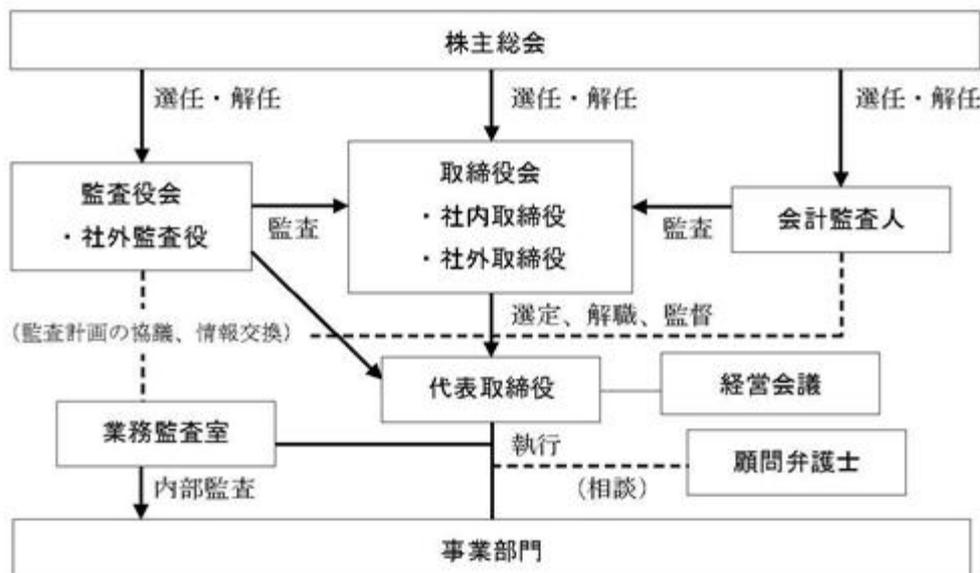 株主総会
選任・解任
選任・解任
選任・解任
監査役会
・社外監査役
監査
取締役会
・社内取締役
・社外取締役
監査
会計監査人
選定、解職、監督
（監査計画の協議、情報交換）
代表取締役
経営会議
業務監査室
執行
顧問弁護士
（相談）
内部監査
事業部門